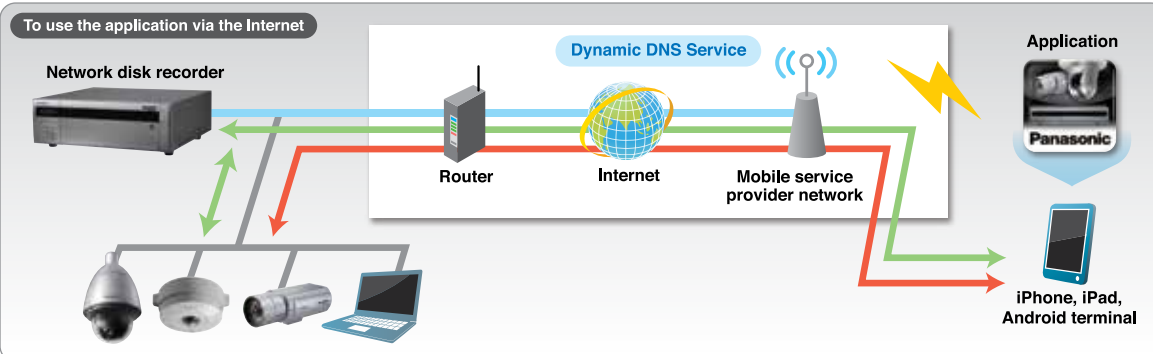 To use the application via the Internet
Dynamic DNS Service
Application
Network disk recorder
Panasonic
Router
Internet
Mobile service
provider network
iPhone, iPad,
Android terminal